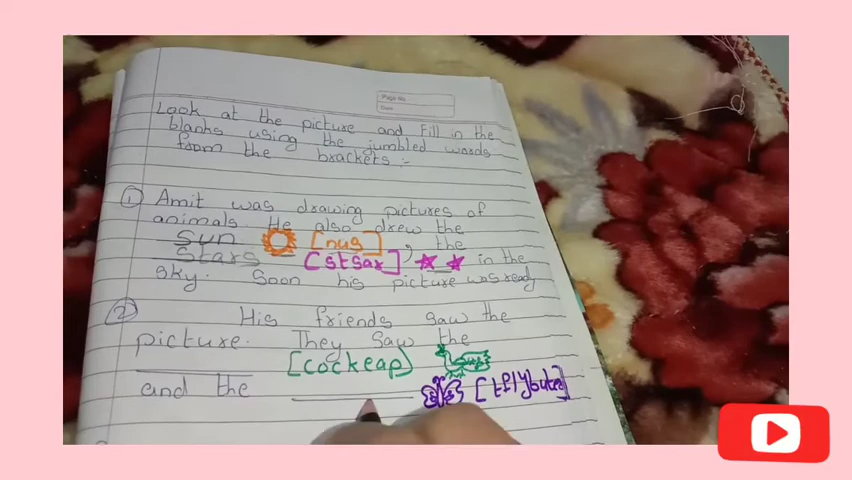 Page No
Date
Look at the picture and Fill in the
blanks using the jumbled words
from the brackets :-
① Amit was drawing pictures of
animals He also drew the
Sun [nus], the
Stars [stsar] in the
sky. Soon his picture was ready
② His friends saw the
picture. They saw the
[cockeap]
and the [tflybute]